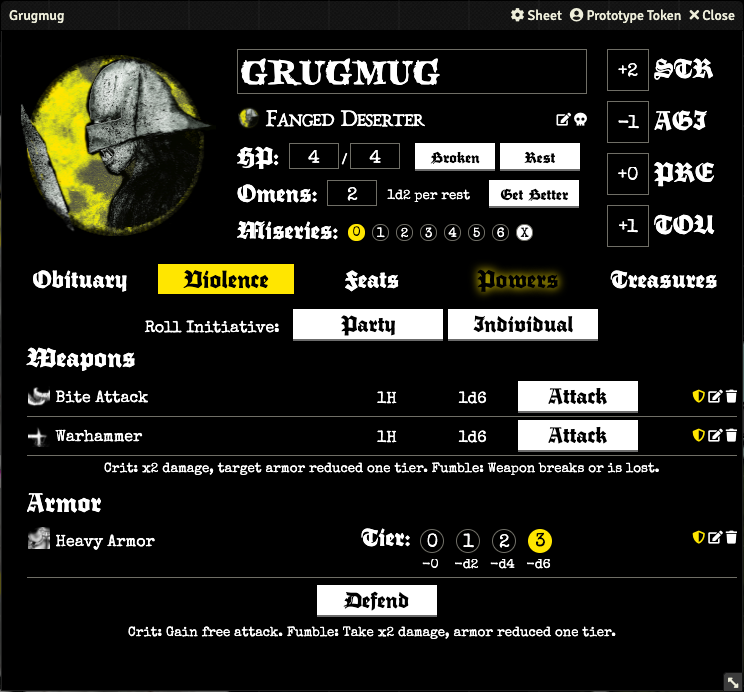 Grugmug Sheet Prototype Token Close
GRUGMUG
Fanged Deserter
HP: 4 / 4 Broken Rest
Omens: 2 1d2 per rest Get Better
Miseries: 0 1 2 3 4 5 6 X
+2 STR
-1 AGI
+0 PRE
+1 TOU
Obituary Violence Feats Powers Treasures
Roll Initiative: Party Individual
Weapons
Bite Attack 1H 1d6 Attack
Warhammer 1H 1d6 Attack
Crit: x2 damage, target armor reduced one tier. Fumble: Weapon breaks or is lost.
Armor
Heavy Armor Tier: 0 1 2 3
-0 -d2 -d4 -d6
Defend
Crit: Gain free attack. Fumble: Take x2 damage, armor reduced one tier.